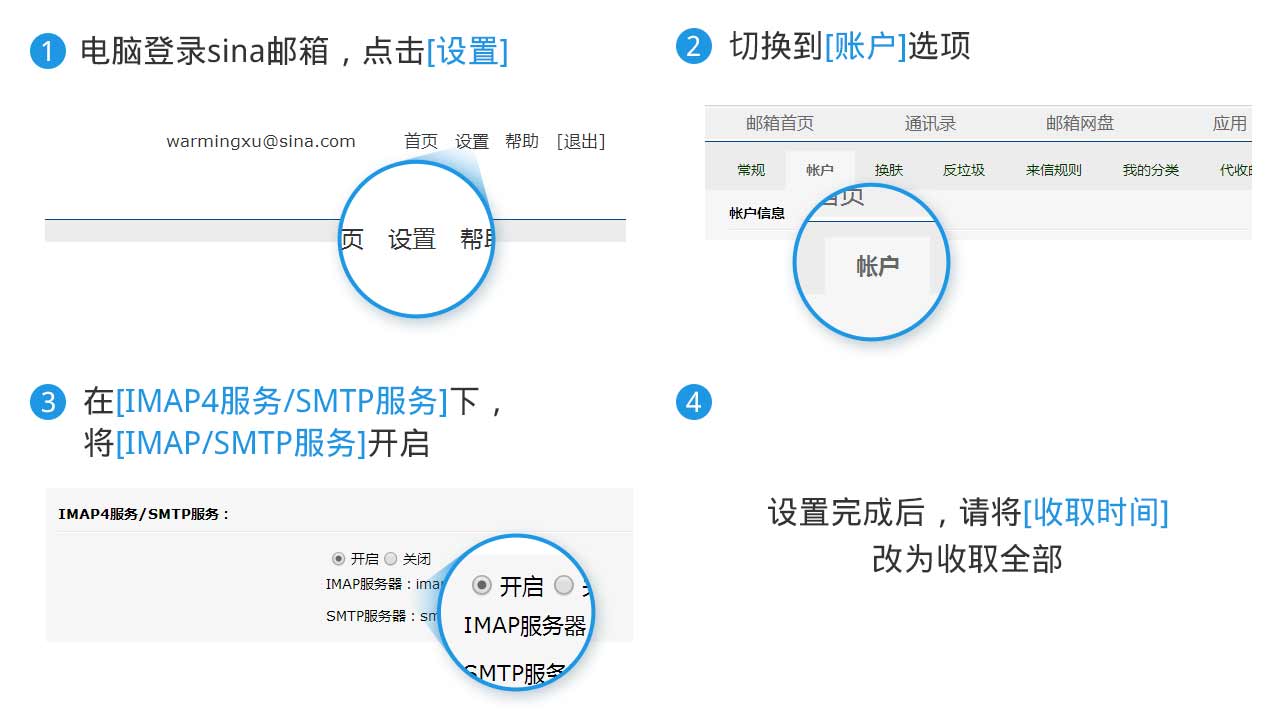 1 电脑登录sina邮箱，点击[设置]
warmingxu@sina.com 首页 设置 帮助 [退出]
页 设置
2 切换到[账户]选项
邮箱首页 通讯录 邮箱网盘 应用
常规 帐户 换肤 反垃圾 来信规则 我的分类 代收
帐户信息
首页
帐户
3 在[IMAP4服务/SMTP服务]下，
将[IMAP/SMTP服务]开启
IMAP4服务/SMTP服务：
开启 关闭
IMAP服务器：imap
SMTP服务器：sm
开启
IMAP服务器
SMTP服务
4
设置完成后，请将[收取时间]
改为收取全部